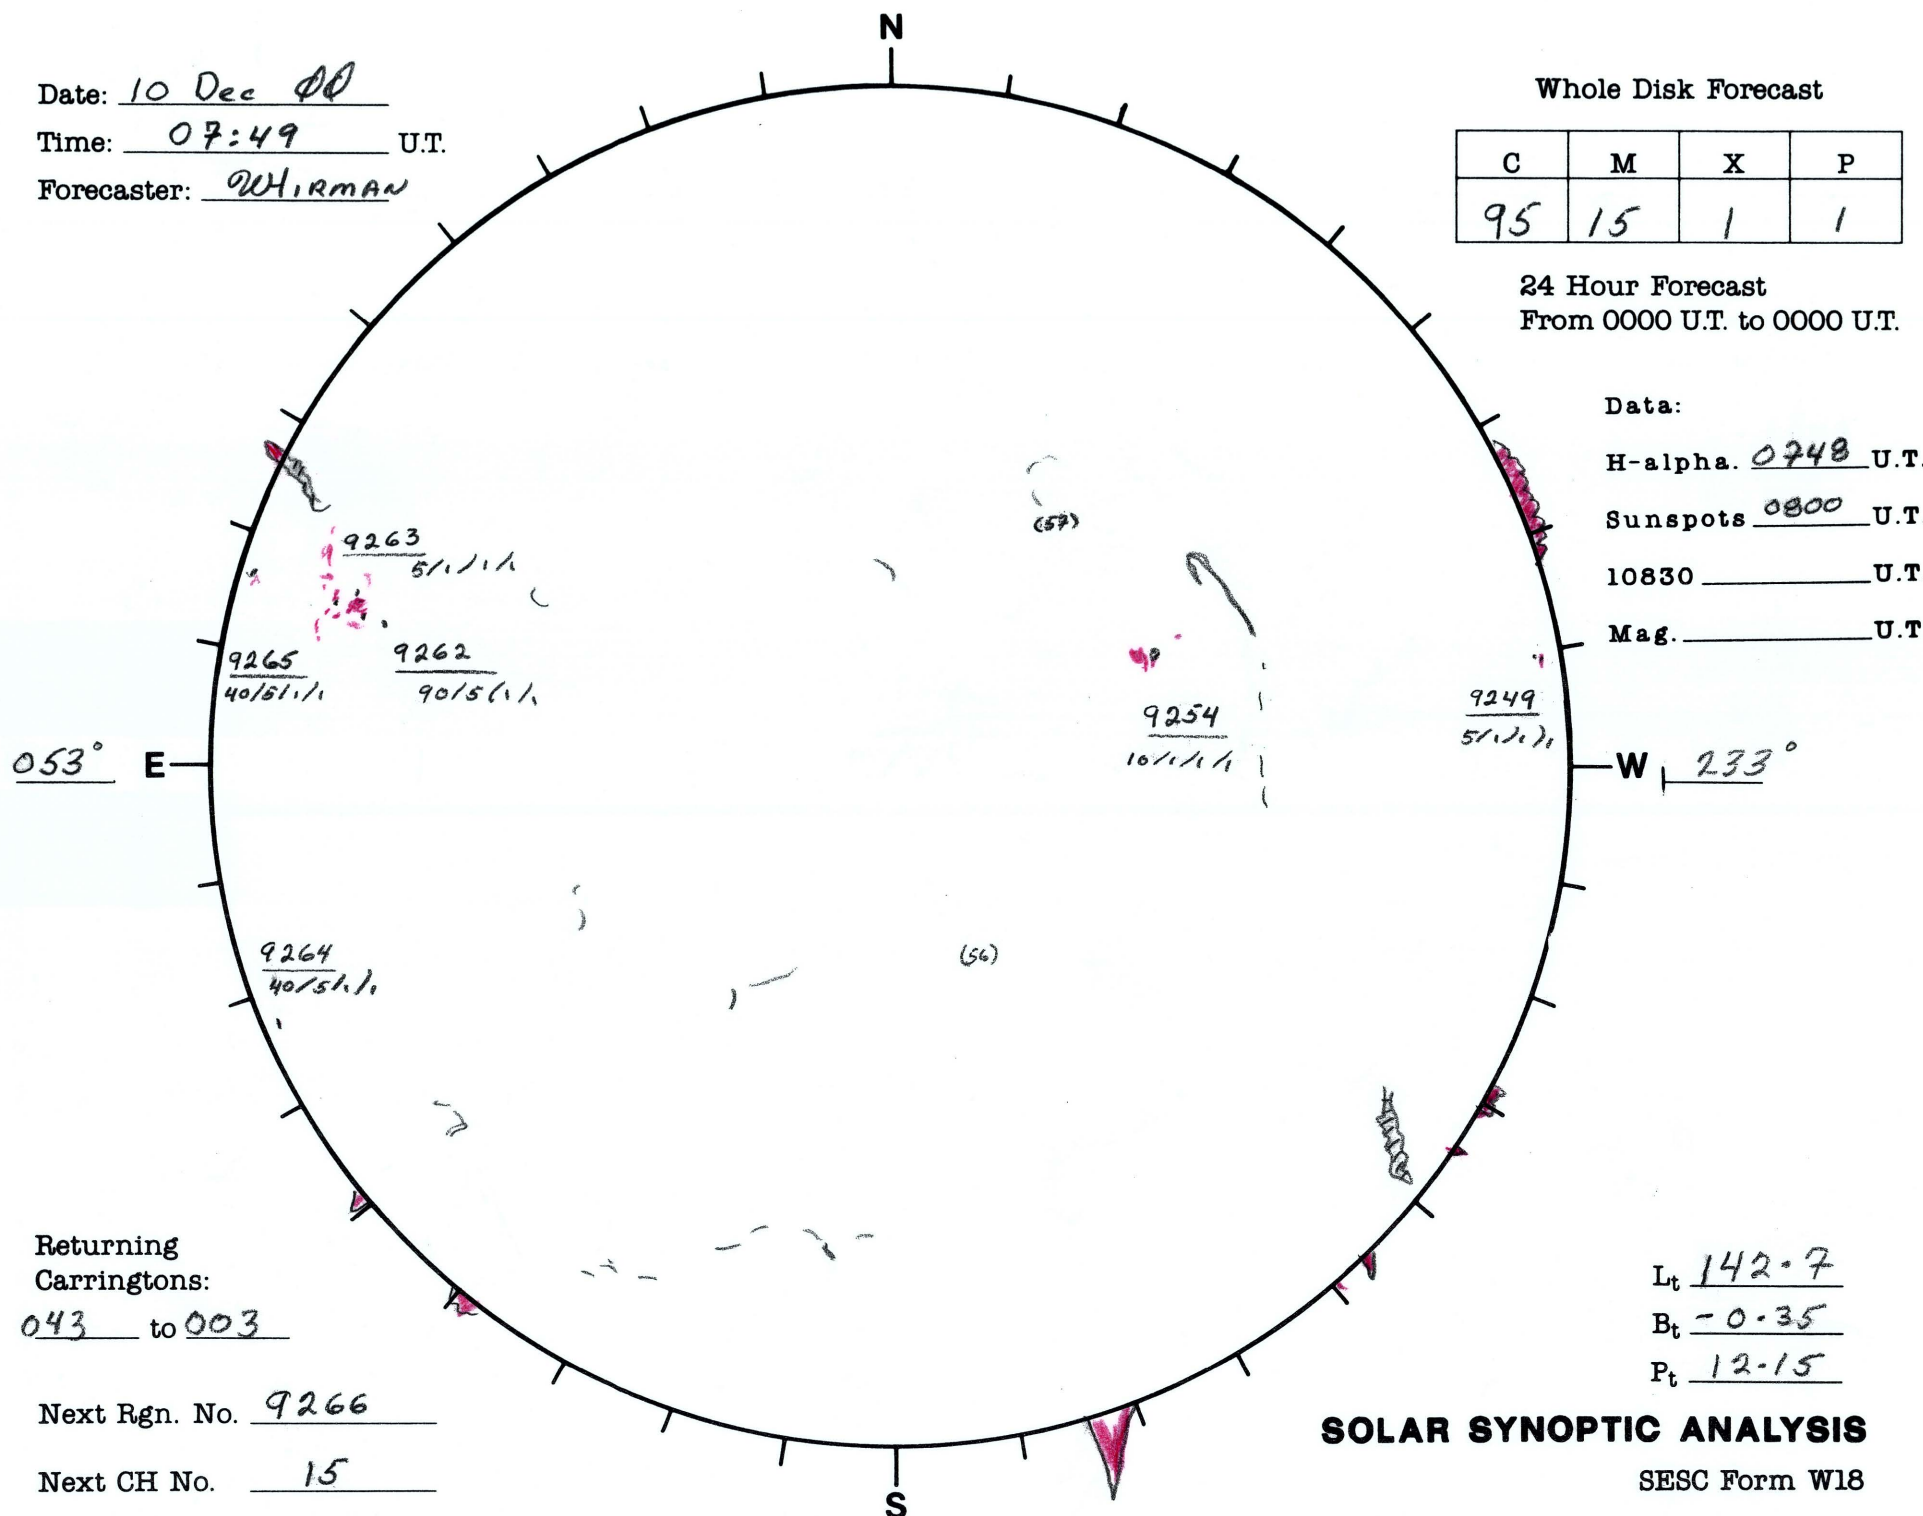 N
Date: 10 Dec 00
Time: 07:49 U.T.
Forecaster: WHIRMAN
Whole Disk Forecast
C M X P
95 15 1 1
24 Hour Forecast
From 0000 U.T. to 0000 U.T.
Data:
H-alpha. 0748 U.T.
Sunspots 0800 U.T.
10830 U.T
Mag. U.T
(57)
9263
5/1/1/1
9265
40/5/1/1
9262
90/5/1/1
9254
10/1/1/1
9249
5/1/1/1
053° E
W 233°
9264
40/5/1/1
(56)
Returning
Carringtons:
043 to 003
Next Rgn. No. 9266
Next CH No. 15
S
Lt 142.7
Bt -0.35
Pt 12.15
SOLAR SYNOPTIC ANALYSIS
SESC Form W18